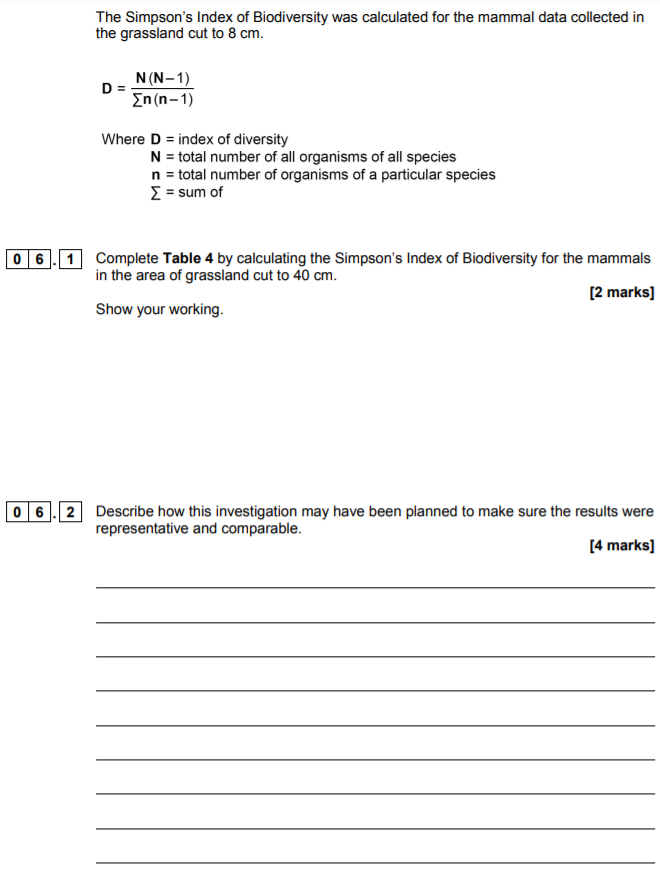 The Simpson's Index of Biodiversity was calculated for the mammal data collected in
the grassland cut to 8 cm.
D = N(N–1)
∑n(n–1)
Where D = index of diversity
N = total number of all organisms of all species
n = total number of organisms of a particular species
∑ = sum of
0 6 . 1 Complete Table 4 by calculating the Simpson's Index of Biodiversity for the mammals
in the area of grassland cut to 40 cm.
[2 marks]
Show your working.
0 6 . 2 Describe how this investigation may have been planned to make sure the results were
representative and comparable.
[4 marks]